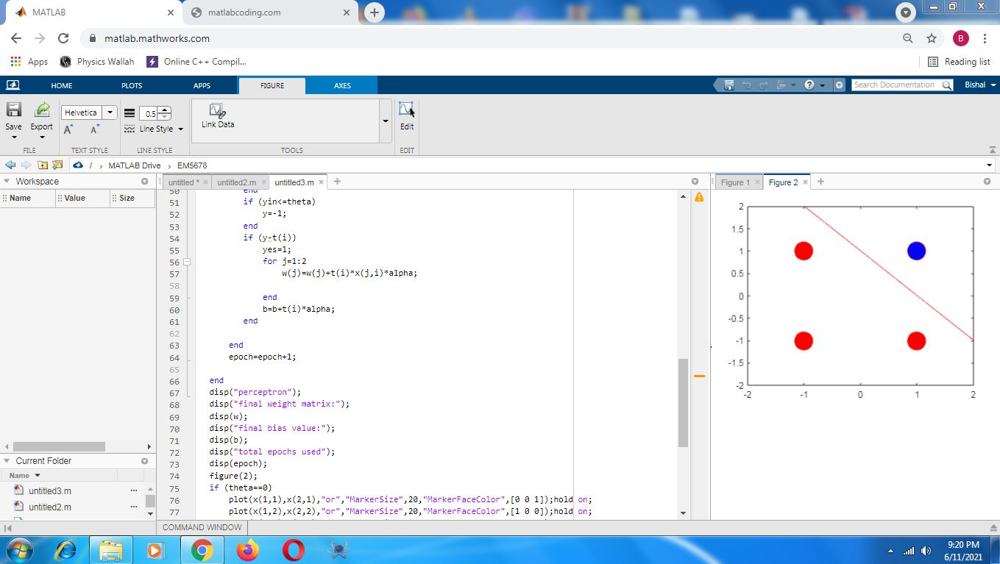 MATLAB
matlabcoding.com
matlab.mathworks.com
B
Apps
Physics Wallah
Online C++ Compil...
Reading list
HOME PLOTS APPS FIGURE AXES
Search Documentation
Bishal
Save
Export
Helvetica
0.5
A A
Line Style
Link Data
Edit
FILE TEXT STYLE LINE STYLE TOOLS EDIT
/ › MATLAB Drive › EM5678
Workspace
Name Value Size
Current Folder
Name
untitled3.m ...
untitled2.m ...
untitled * untitled2.m untitled3.m
50 end
51 if (yin<=theta)
52 y=-1;
53 end
54 if (y-t(i))
55 yes=1;
56 for j=1:2
57 w(j)=w(j)+t(i)*x(j,i)*alpha;
58
59 end
60 b=b+t(i)*alpha;
61 end
62
63 end
64 epoch=epoch+1;
65
66 end
67 disp("perceptron");
68 disp("final weight matrix:");
69 disp(w);
70 disp("final bias value:");
71 disp(b);
72 disp("total epochs used");
73 disp(epoch);
74 figure(2);
75 if (theta==0)
76 plot(x(1,1),x(2,1),"or","MarkerSize",20,"MarkerFaceColor",[0 0 1]);hold on;
77 plot(x(1,2),x(2,2),"or","MarkerSize",20,"MarkerFaceColor",[1 0 0]);hold on;
COMMAND WINDOW
Figure 1 Figure 2
2
1.5
1
0.5
0
-0.5
-1
-1.5
-2
-2 -1 0 1 2
9:20 PM
6/11/2021